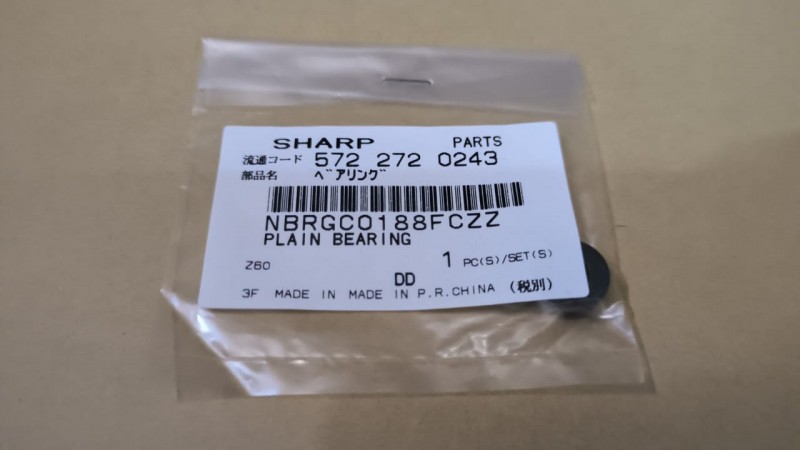 SHARP PARTS
流通コード 572 272 0243
部品名 ベアリング
NBRGC0188FCZZ
PLAIN BEARING
Z60 1 PC(S)/SET(S)
DD
3F MADE IN MADE IN P.R.CHINA (税別)